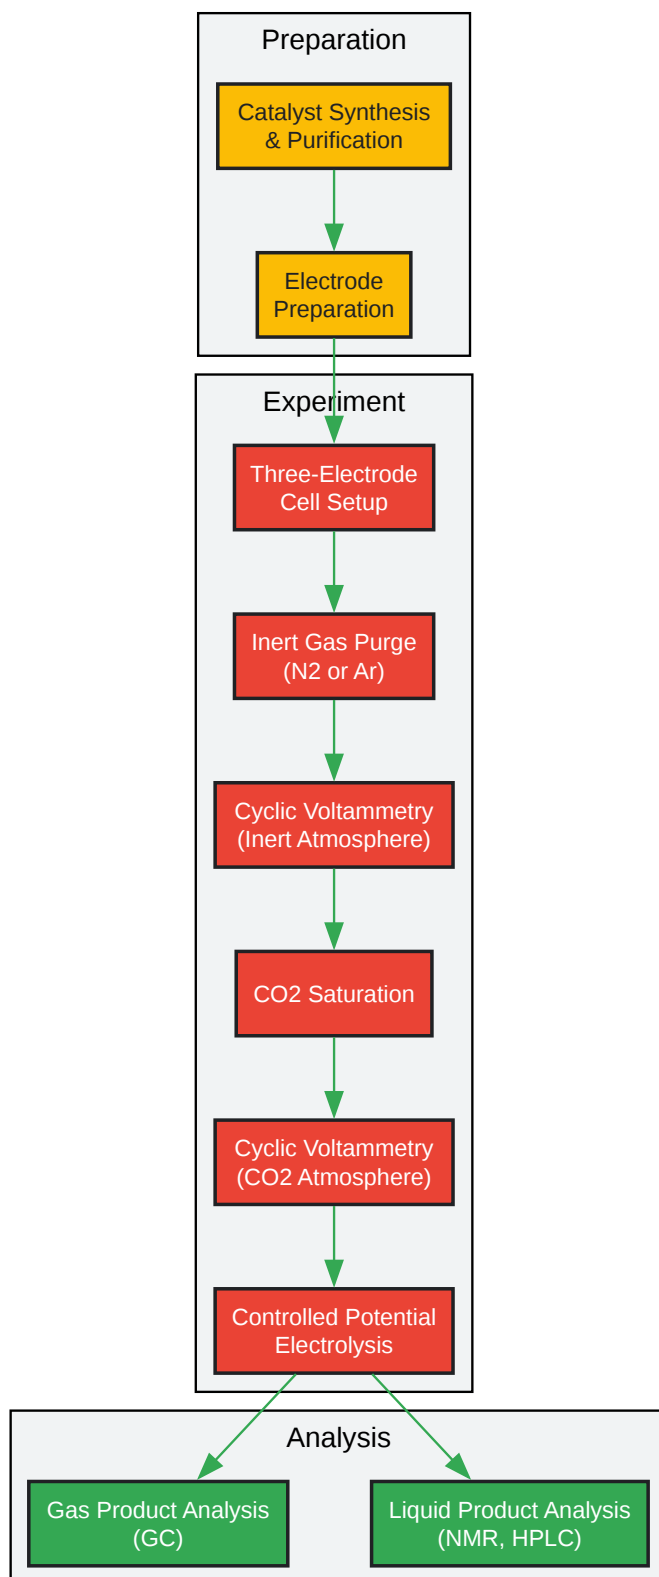 Preparation
Catalyst Synthesis
& Purification
Electrode
Preparation
Experiment
Three-Electrode
Cell Setup
Inert Gas Purge
(N2 or Ar)
Cyclic Voltammetry
(Inert Atmosphere)
CO2 Saturation
Cyclic Voltammetry
(CO2 Atmosphere)
Controlled Potential
Electrolysis
Analysis
Gas Product Analysis
(GC)
Liquid Product Analysis
(NMR, HPLC)